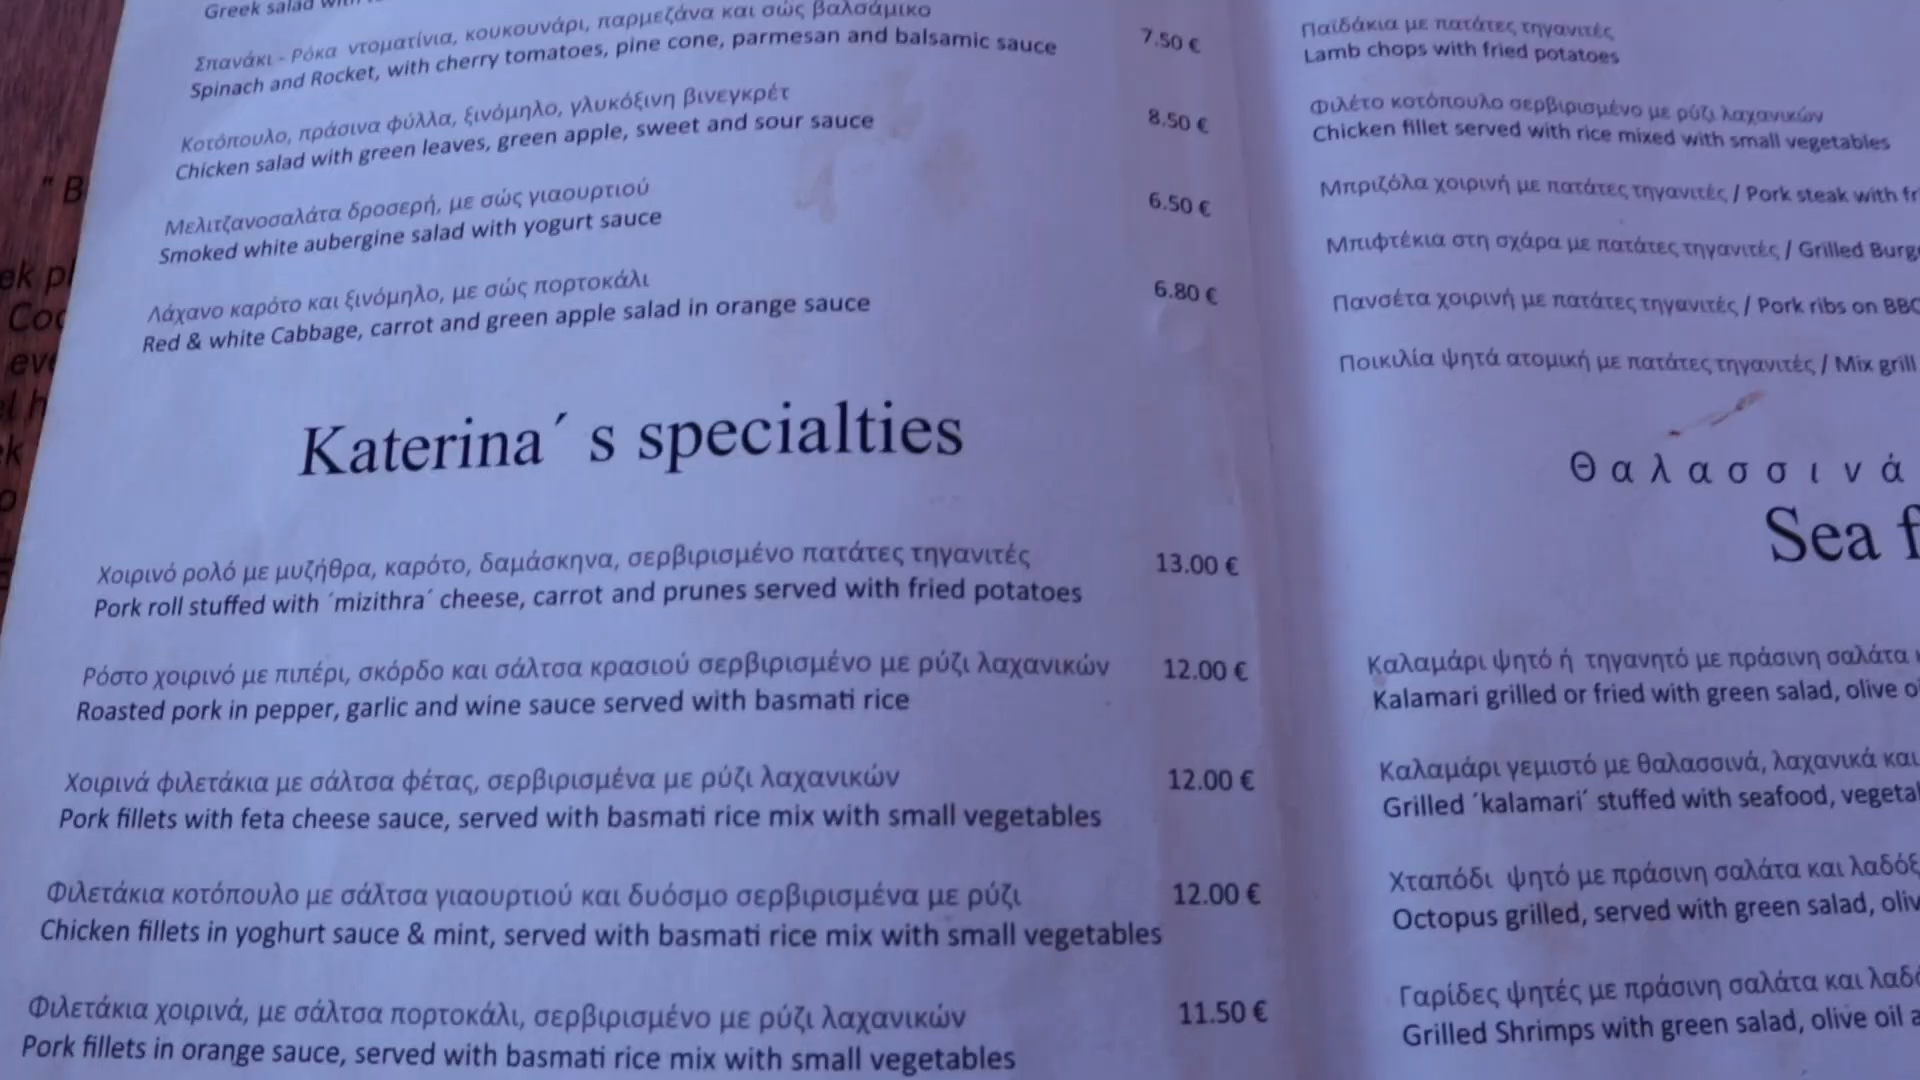 Greek salad
Σπανάκι - Ρόκα ντοματίνια, κουκουνάρι, παρμεζάνα και σώς βαλσάμικο
Spinach and Rocket, with cherry tomatoes, pine cone, parmesan and balsamic sauce
7.50 €
Κοτόπουλο, πράσινα φύλλα, ξινόμηλο, γλυκόξινη βινεγκρέτ
Chicken salad with green leaves, green apple, sweet and sour sauce
8.50 €
Μελιτζανοσαλάτα δροσερή, με σώς γιαουρτιού
Smoked white aubergine salad with yogurt sauce
6.50 €
Λάχανο καρότο και ξινόμηλο, με σώς πορτοκάλι
Red & white Cabbage, carrot and green apple salad in orange sauce
6.80 €
Katerina´ s specialties
Χοιρινό ρολό με μυζήθρα, καρότο, δαμάσκηνα, σερβιρισμένο πατάτες τηγανιτές
Pork roll stuffed with ´mizithra´ cheese, carrot and prunes served with fried potatoes
13.00 €
Ρόστο χοιρινό με πιπέρι, σκόρδο και σάλτσα κρασιού σερβιρισμένο με ρύζι λαχανικών
Roasted pork in pepper, garlic and wine sauce served with basmati rice
12.00 €
Χοιρινά φιλετάκια με σάλτσα φέτας, σερβιρισμένα με ρύζι λαχανικών
Pork fillets with feta cheese sauce, served with basmati rice mix with small vegetables
12.00 €
Φιλετάκια κοτόπουλο με σάλτσα γιαουρτιού και δυόσμο σερβιρισμένα με ρύζι
Chicken fillets in yoghurt sauce & mint, served with basmati rice mix with small vegetables
12.00 €
Φιλετάκια χοιρινά, με σάλτσα πορτοκάλι, σερβιρισμένο με ρύζι λαχανικών
Pork fillets in orange sauce, served with basmati rice mix with small vegetables
11.50 €
Παϊδάκια με πατάτες τηγανιτές
Lamb chops with fried potatoes
Φιλέτο κοτόπουλο σερβιρισμένο με ρύζι λαχανικών
Chicken fillet served with rice mixed with small vegetables
Μπριζόλα χοιρινή με πατάτες τηγανιτές / Pork steak with
Μπιφτέκια στη σχάρα με πατάτες τηγανιτές / Grilled
Πανσέτα χοιρινή με πατάτες τηγανιτές / Pork ribs on
Ποικιλία ψητά ατομική με πατάτες τηγανιτές / Mix grill
Θαλασσινά
Sea
Καλαμάρι ψητό ή τηγανητό με πράσινη σαλάτα
Kalamari grilled or fried with green salad, olive
Καλαμάρι γεμιστό με θαλασσινά, λαχανικά και
Grilled ´kalamari´ stuffed with seafood,
Χταπόδι ψητό με πράσινη σαλάτα και
Octopus grilled, served with green salad,
Γαρίδες ψητές με πράσινη σαλάτα και
Grilled Shrimps with green salad, olive oil